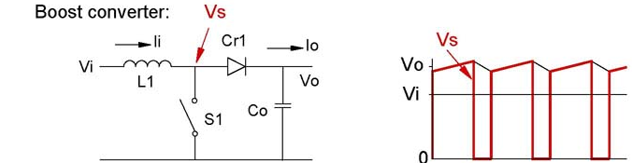 Boost converter: Vs
Ii Cr1 Io
Vi L1 Vo
S1 Co
Vo Vs
Vi
0